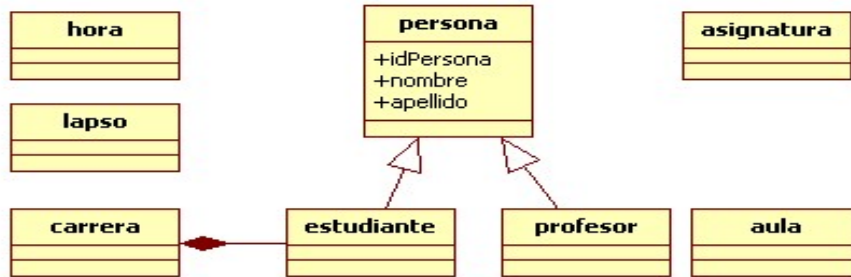 hora
persona
+idPersona
+nombre
+apellido
asignatura
lapso
carrera
estudiante
profesor
aula